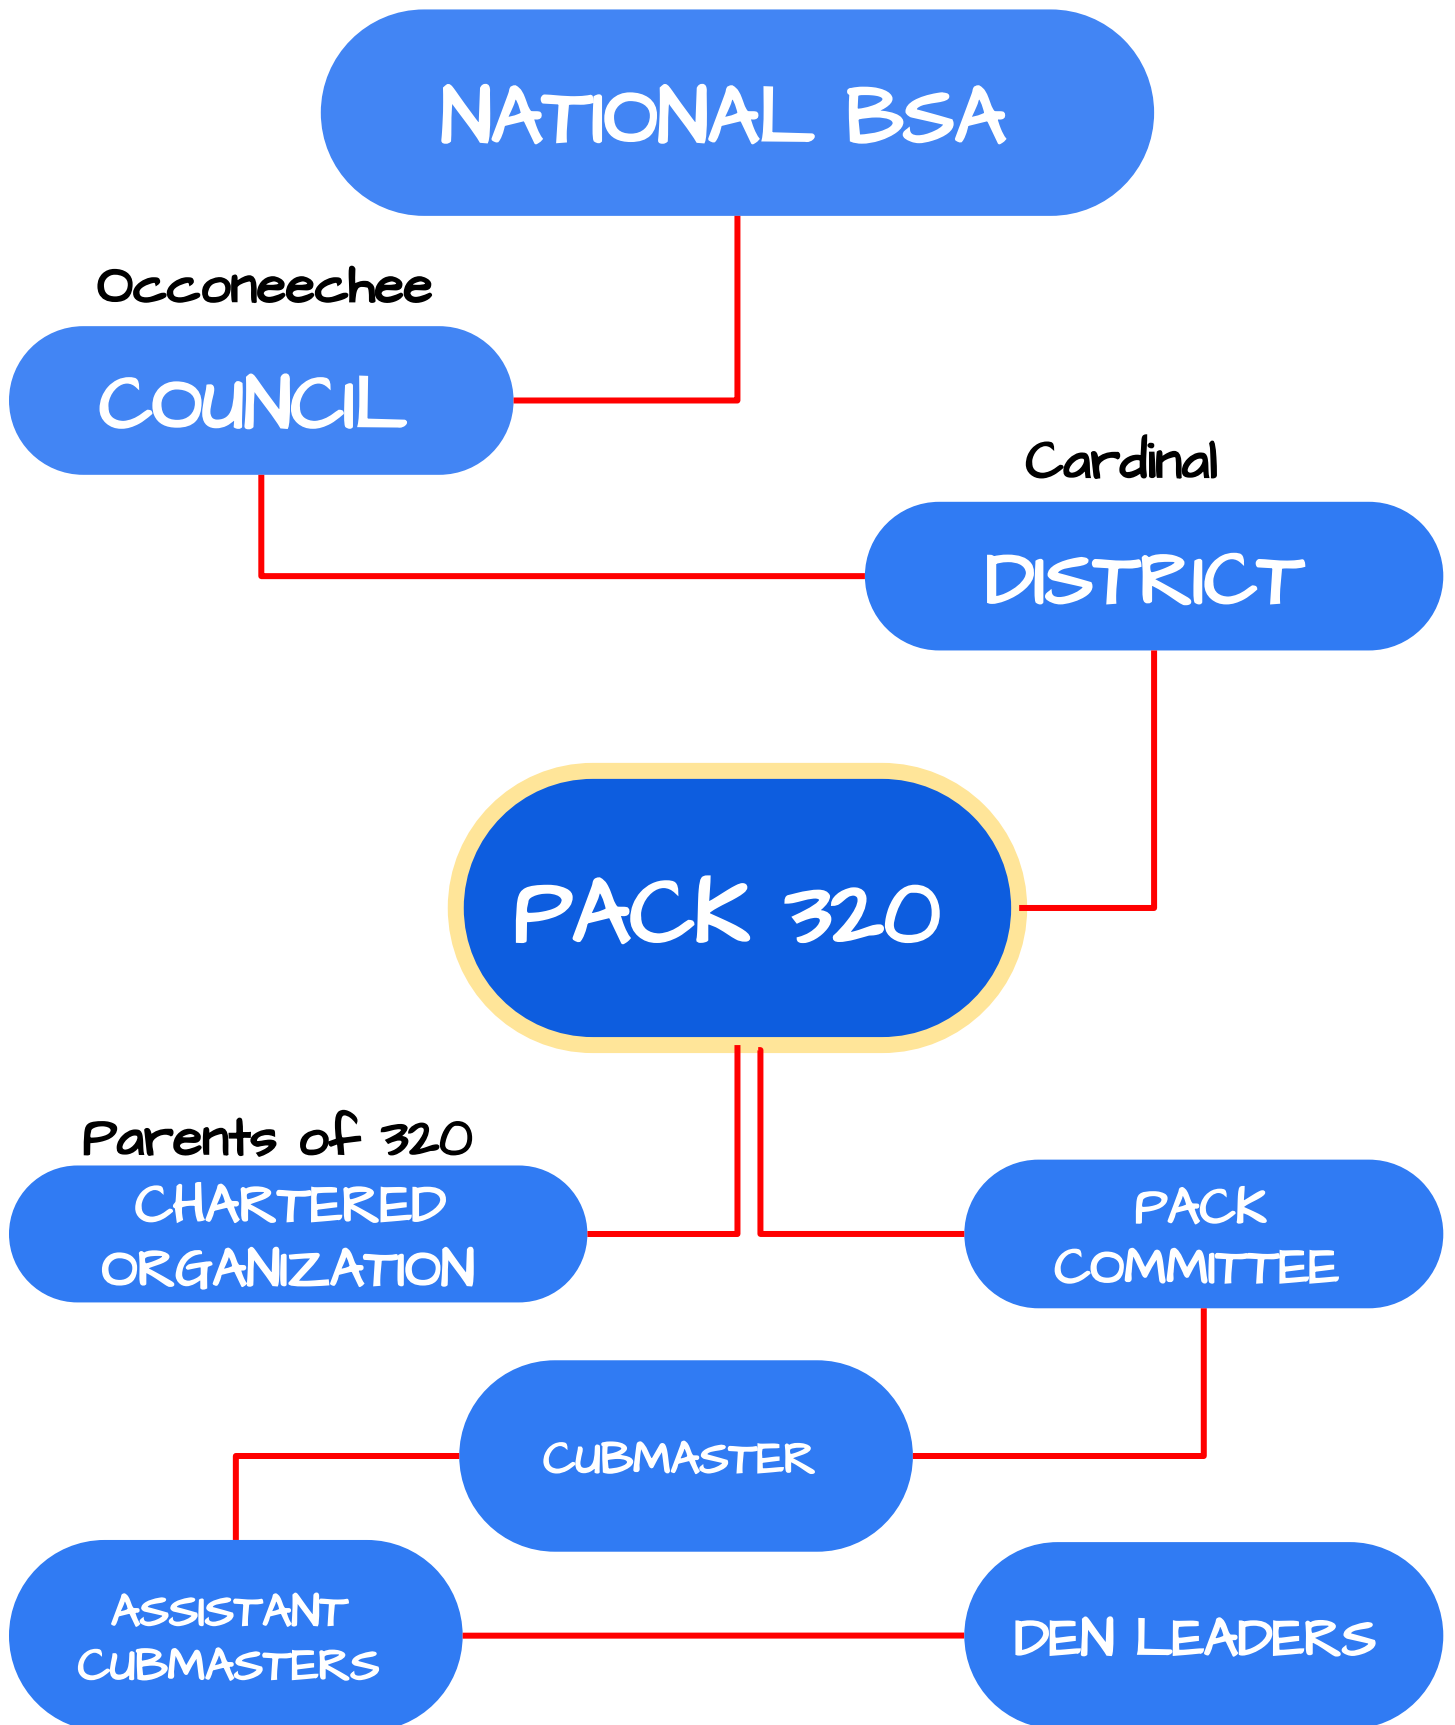 NATIONAL BSA
Occoneechee
COUNCIL
Cardinal
DISTRICT
PACK 320
Parents of 320
CHARTERED
ORGANIZATION
PACK
COMMITTEE
CUBMASTER
ASSISTANT
CUBMASTERS
DEN LEADERS